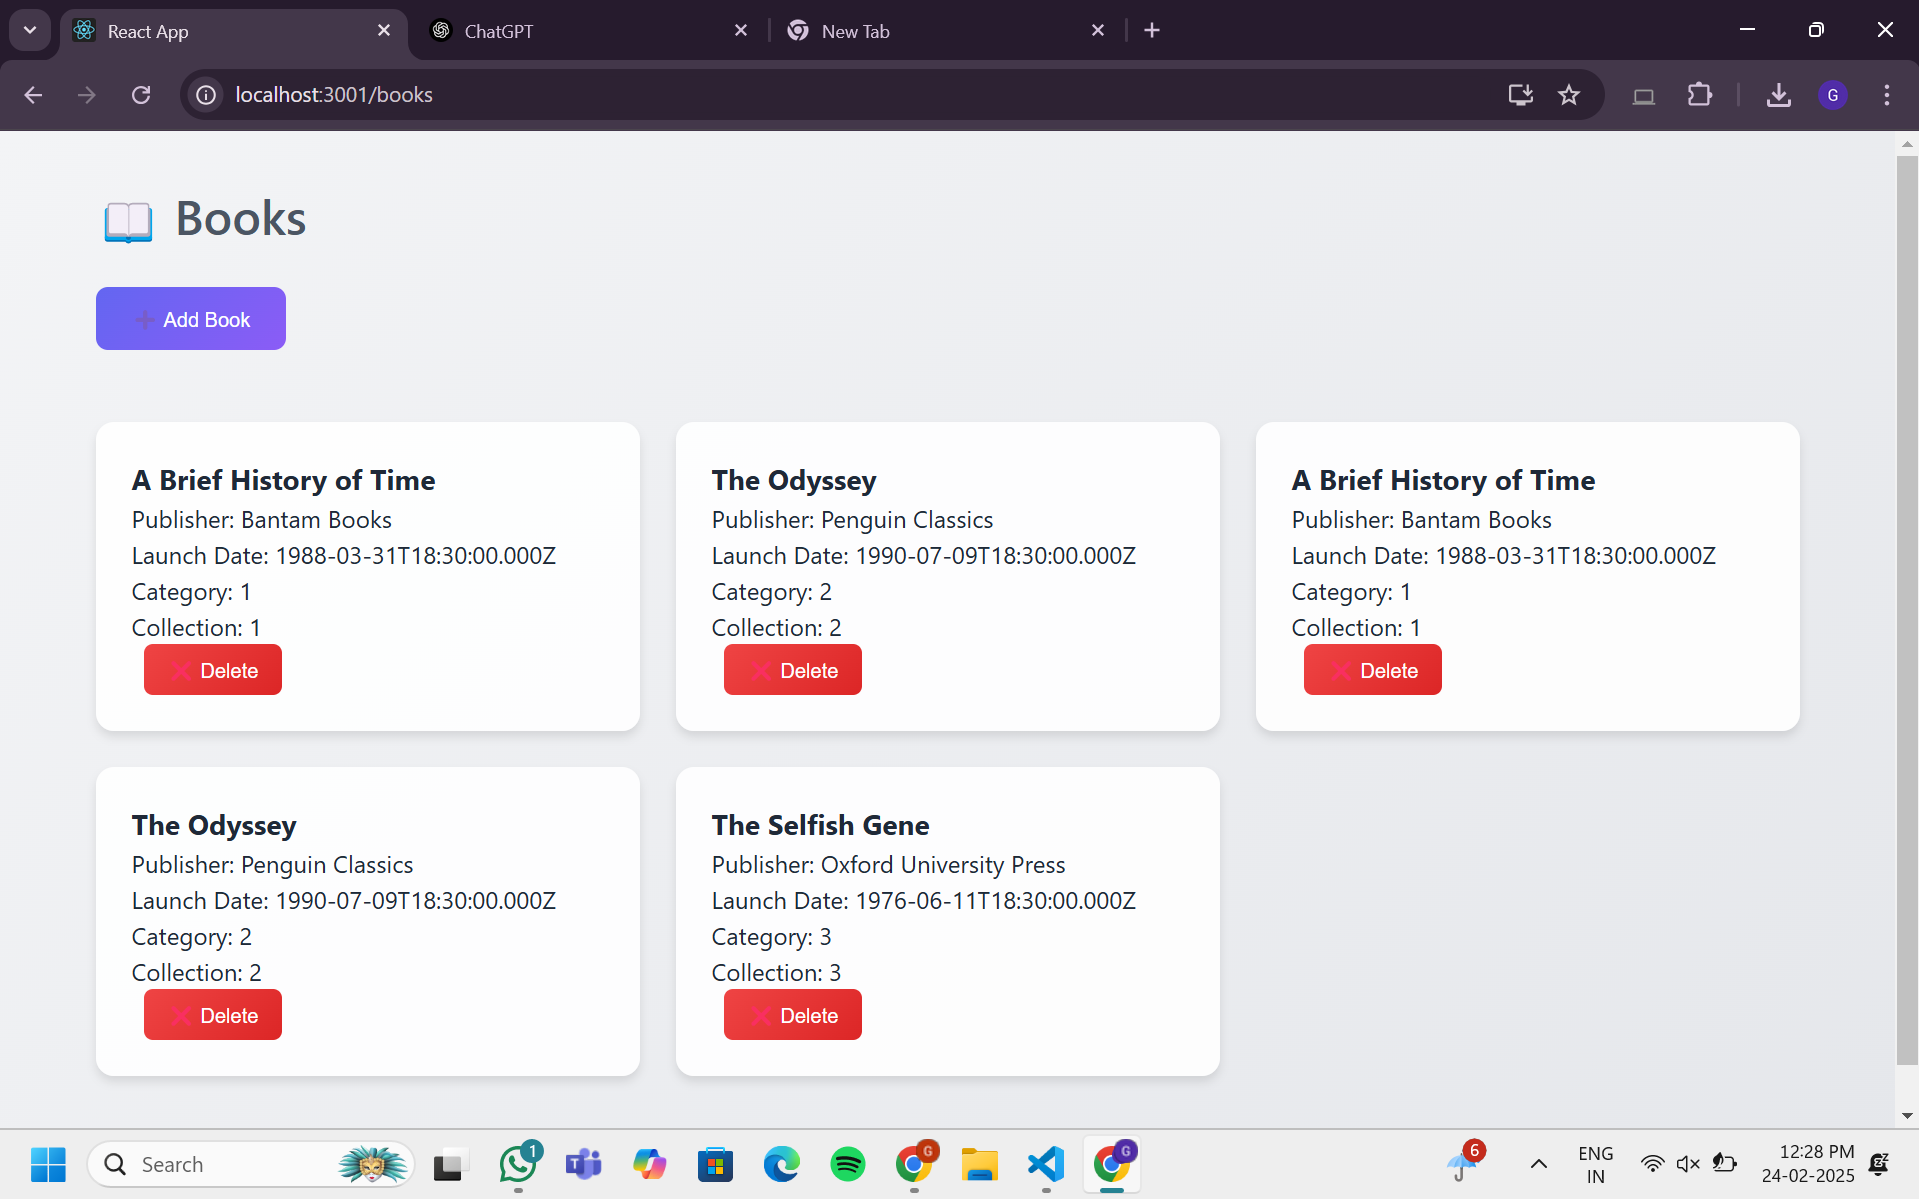 React App
ChatGPT
New Tab
localhost:3001/books
G
📖 Books
➕ Add Book
A Brief History of Time
Publisher: Bantam Books
Launch Date: 1988-03-31T18:30:00.000Z
Category: 1
Collection: 1
❌ Delete
The Odyssey
Publisher: Penguin Classics
Launch Date: 1990-07-09T18:30:00.000Z
Category: 2
Collection: 2
❌ Delete
A Brief History of Time
Publisher: Bantam Books
Launch Date: 1988-03-31T18:30:00.000Z
Category: 1
Collection: 1
❌ Delete
The Odyssey
Publisher: Penguin Classics
Launch Date: 1990-07-09T18:30:00.000Z
Category: 2
Collection: 2
❌ Delete
The Selfish Gene
Publisher: Oxford University Press
Launch Date: 1976-06-11T18:30:00.000Z
Category: 3
Collection: 3
❌ Delete
Search
1
T
G
G
6
ENG
IN
12:28 PM
24-02-2025